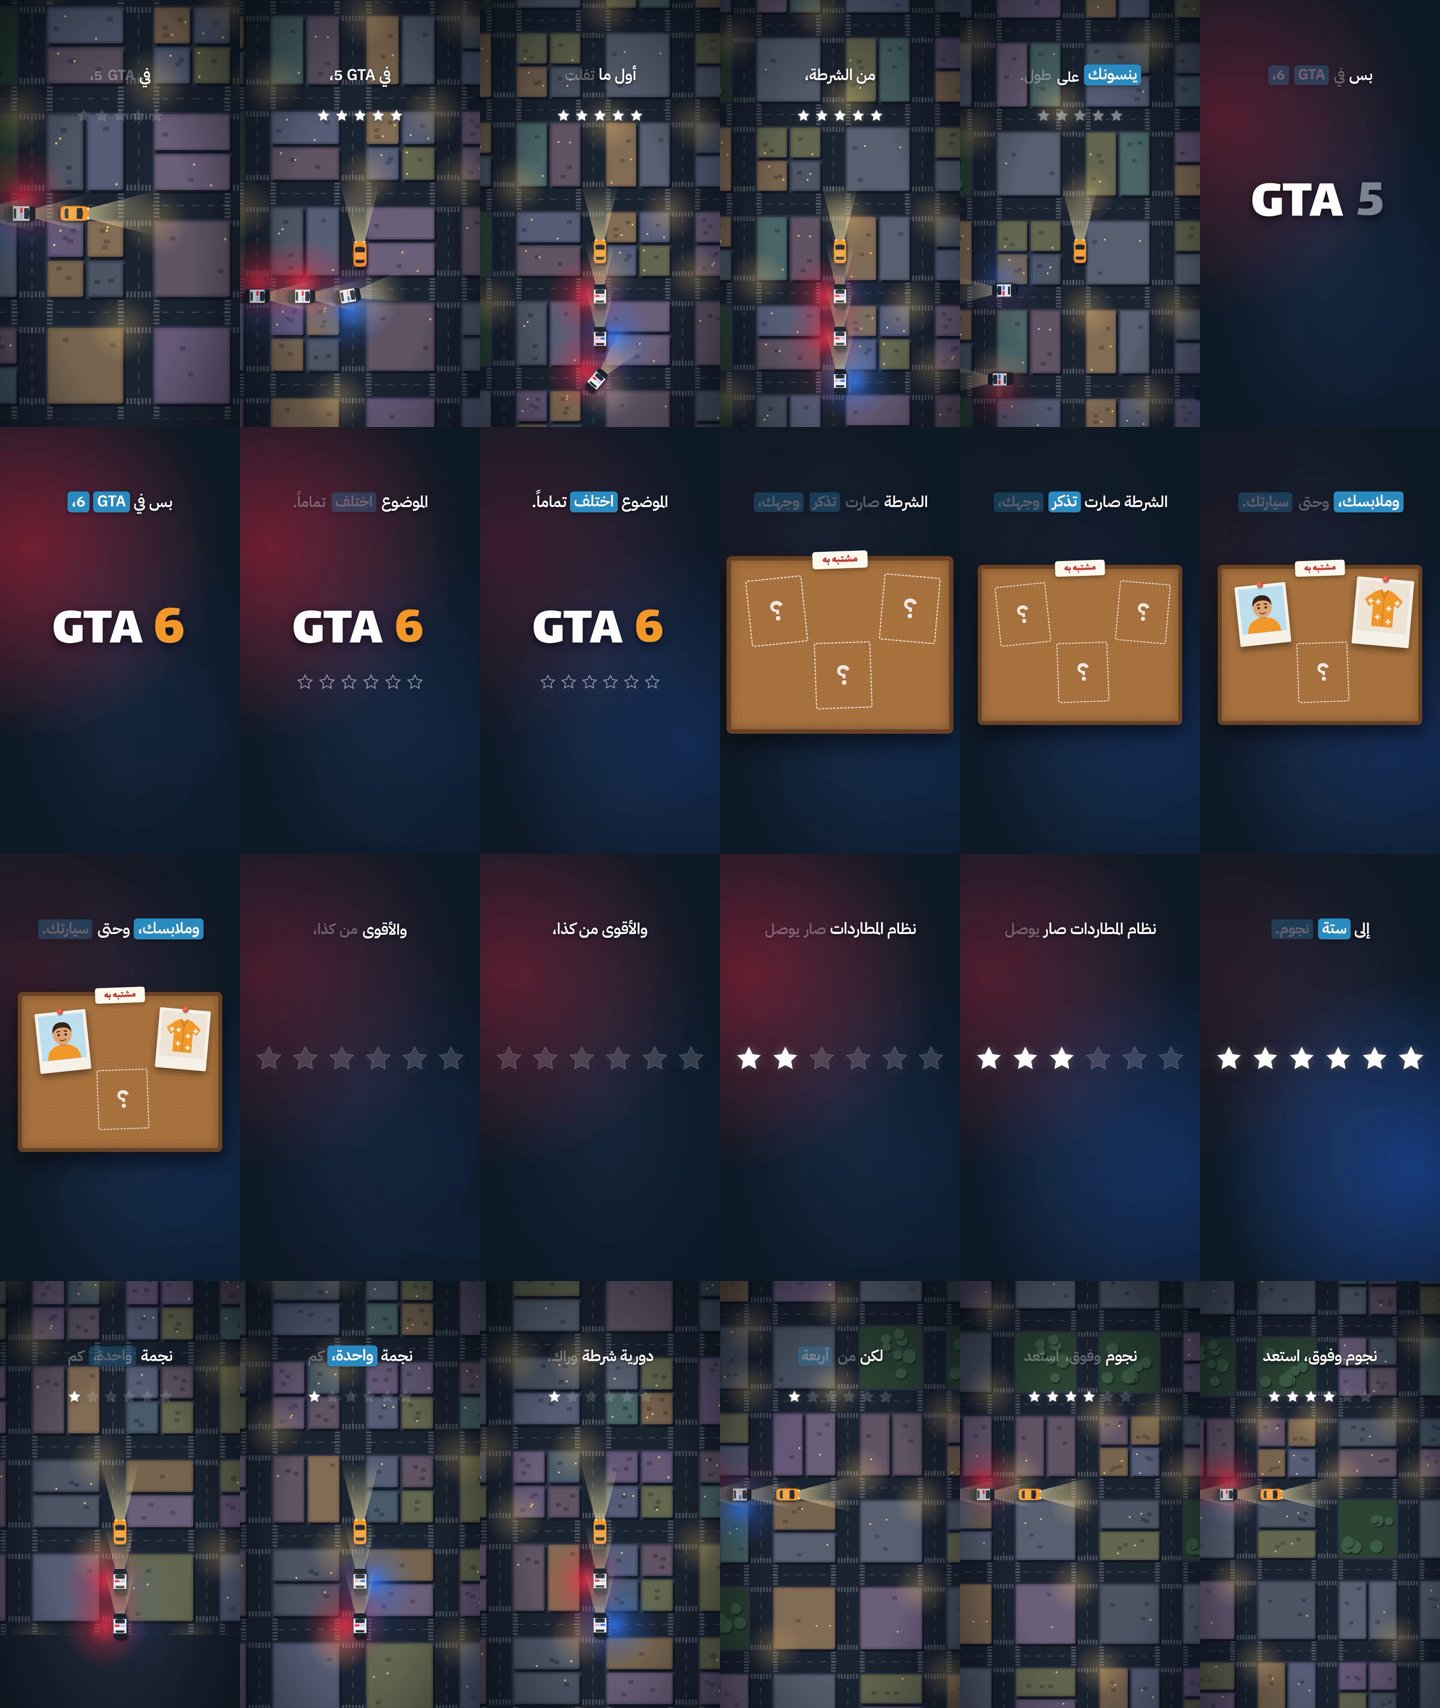 في GTA 5،
في GTA 5،
أول ما تفلت
من الشرطة،
ينسونك على طول.
بس في GTA 6،
GTA 5
بس في GTA 6،
GTA 6
الموضوع اختلف تماماً.
GTA 6
الموضوع اختلف تماماً.
GTA 6
الشرطة صارت تذكر وجهك،
مشتبه به
؟
؟
؟
الشرطة صارت تذكر وجهك،
مشتبه به
؟
؟
؟
وملابسك، وحتى سيارتك.
مشتبه به
؟
وملابسك، وحتى سيارتك.
مشتبه به
؟
والأقوى من كذا،
والأقوى من كذا،
نظام المطاردات صار يوصل
نظام المطاردات صار يوصل
إلى ستة نجوم.
نجمة واحدة، كم
نجمة واحدة، كم
دورية شرطة وراك.
لكن من أربعة
نجوم وفوق، استعد
نجوم وفوق، استعد